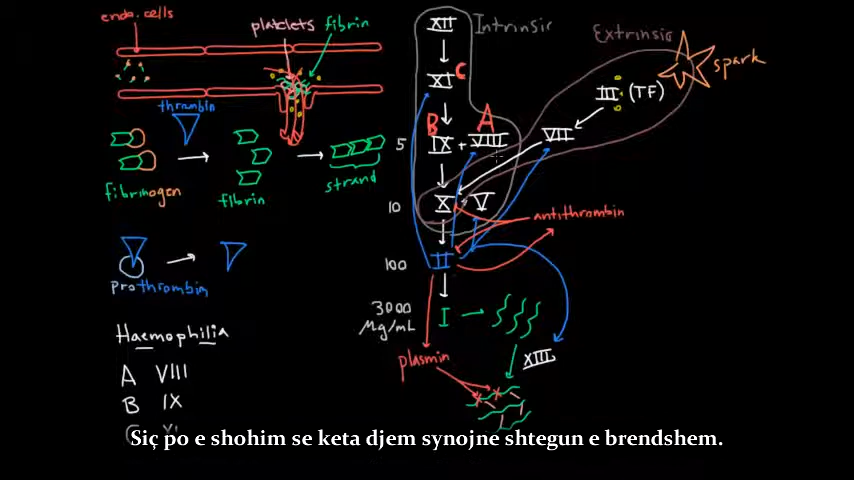 endo. cells
platelets fibrin
thrombin
fibrinogen
fibrin
strand
prothrombin
Haemophilia
A VIII
B IX
C XI
XII
Intrinsic
XI C
B A
5 IX + VIII
10 X + V
100 II
3000
µg/mL
I
plasmin
XIII
antithrombin
VII
III (TF)
Extrinsic
spark
Siç po e shohim se keta djem synojne shtegun e brendshem.